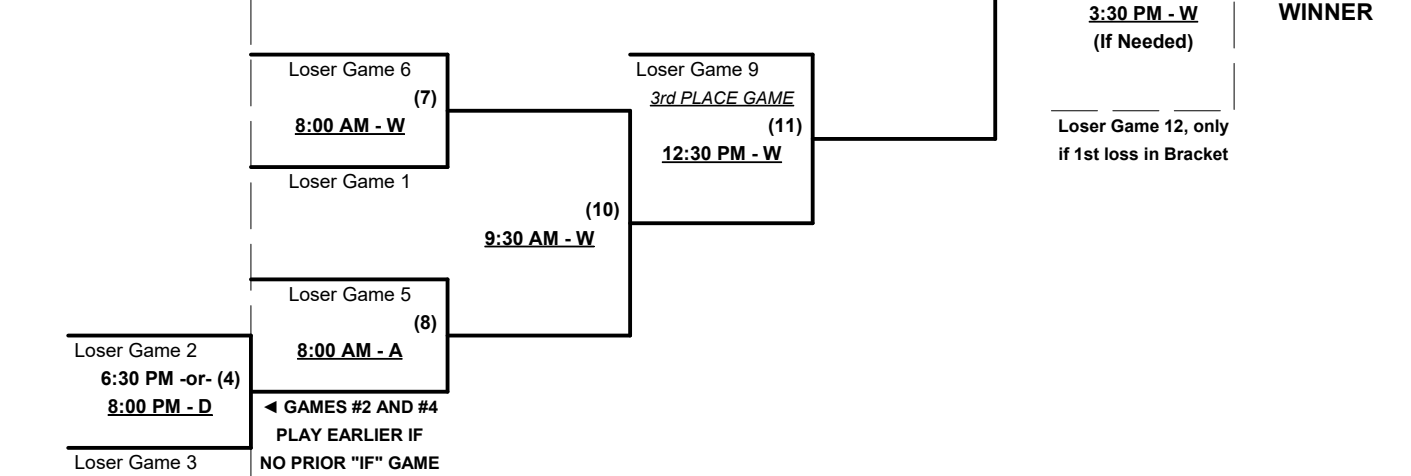 3:30 PM - W
WINNER
(If Needed)
Loser Game 6
(7)
8:00 AM - W
Loser Game 1
Loser Game 9
3rd PLACE GAME
(11)
12:30 PM - W
Loser Game 12, only
if 1st loss in Bracket
(10)
9:30 AM - W
Loser Game 5
(8)
8:00 AM - A
Loser Game 2
6:30 PM -or- (4)
8:00 PM - D
Loser Game 3
◄ GAMES #2 AND #4
PLAY EARLIER IF
NO PRIOR "IF" GAME